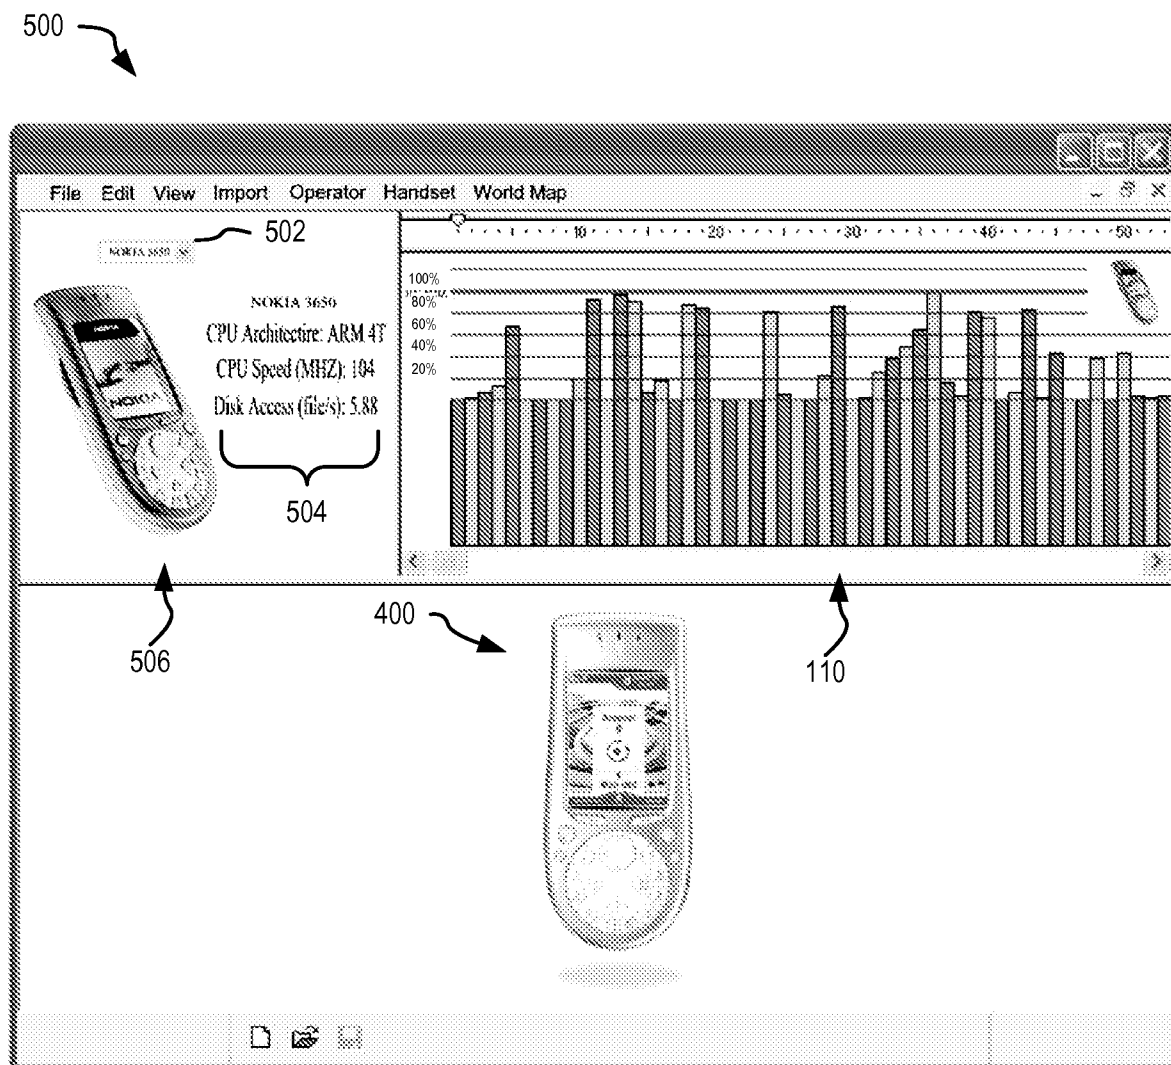 500
File Edit View Import Operator Handset World Map
502
NOKIA 3650
10 20 30 40 50
100%
80%
60%
40%
20%
NOKIA 3650
CPU Architectire: ARM 4T
CPU Speed (MHZ): 104
Disk Access (file/s): 5.88
NOKIA
504
506
400
110